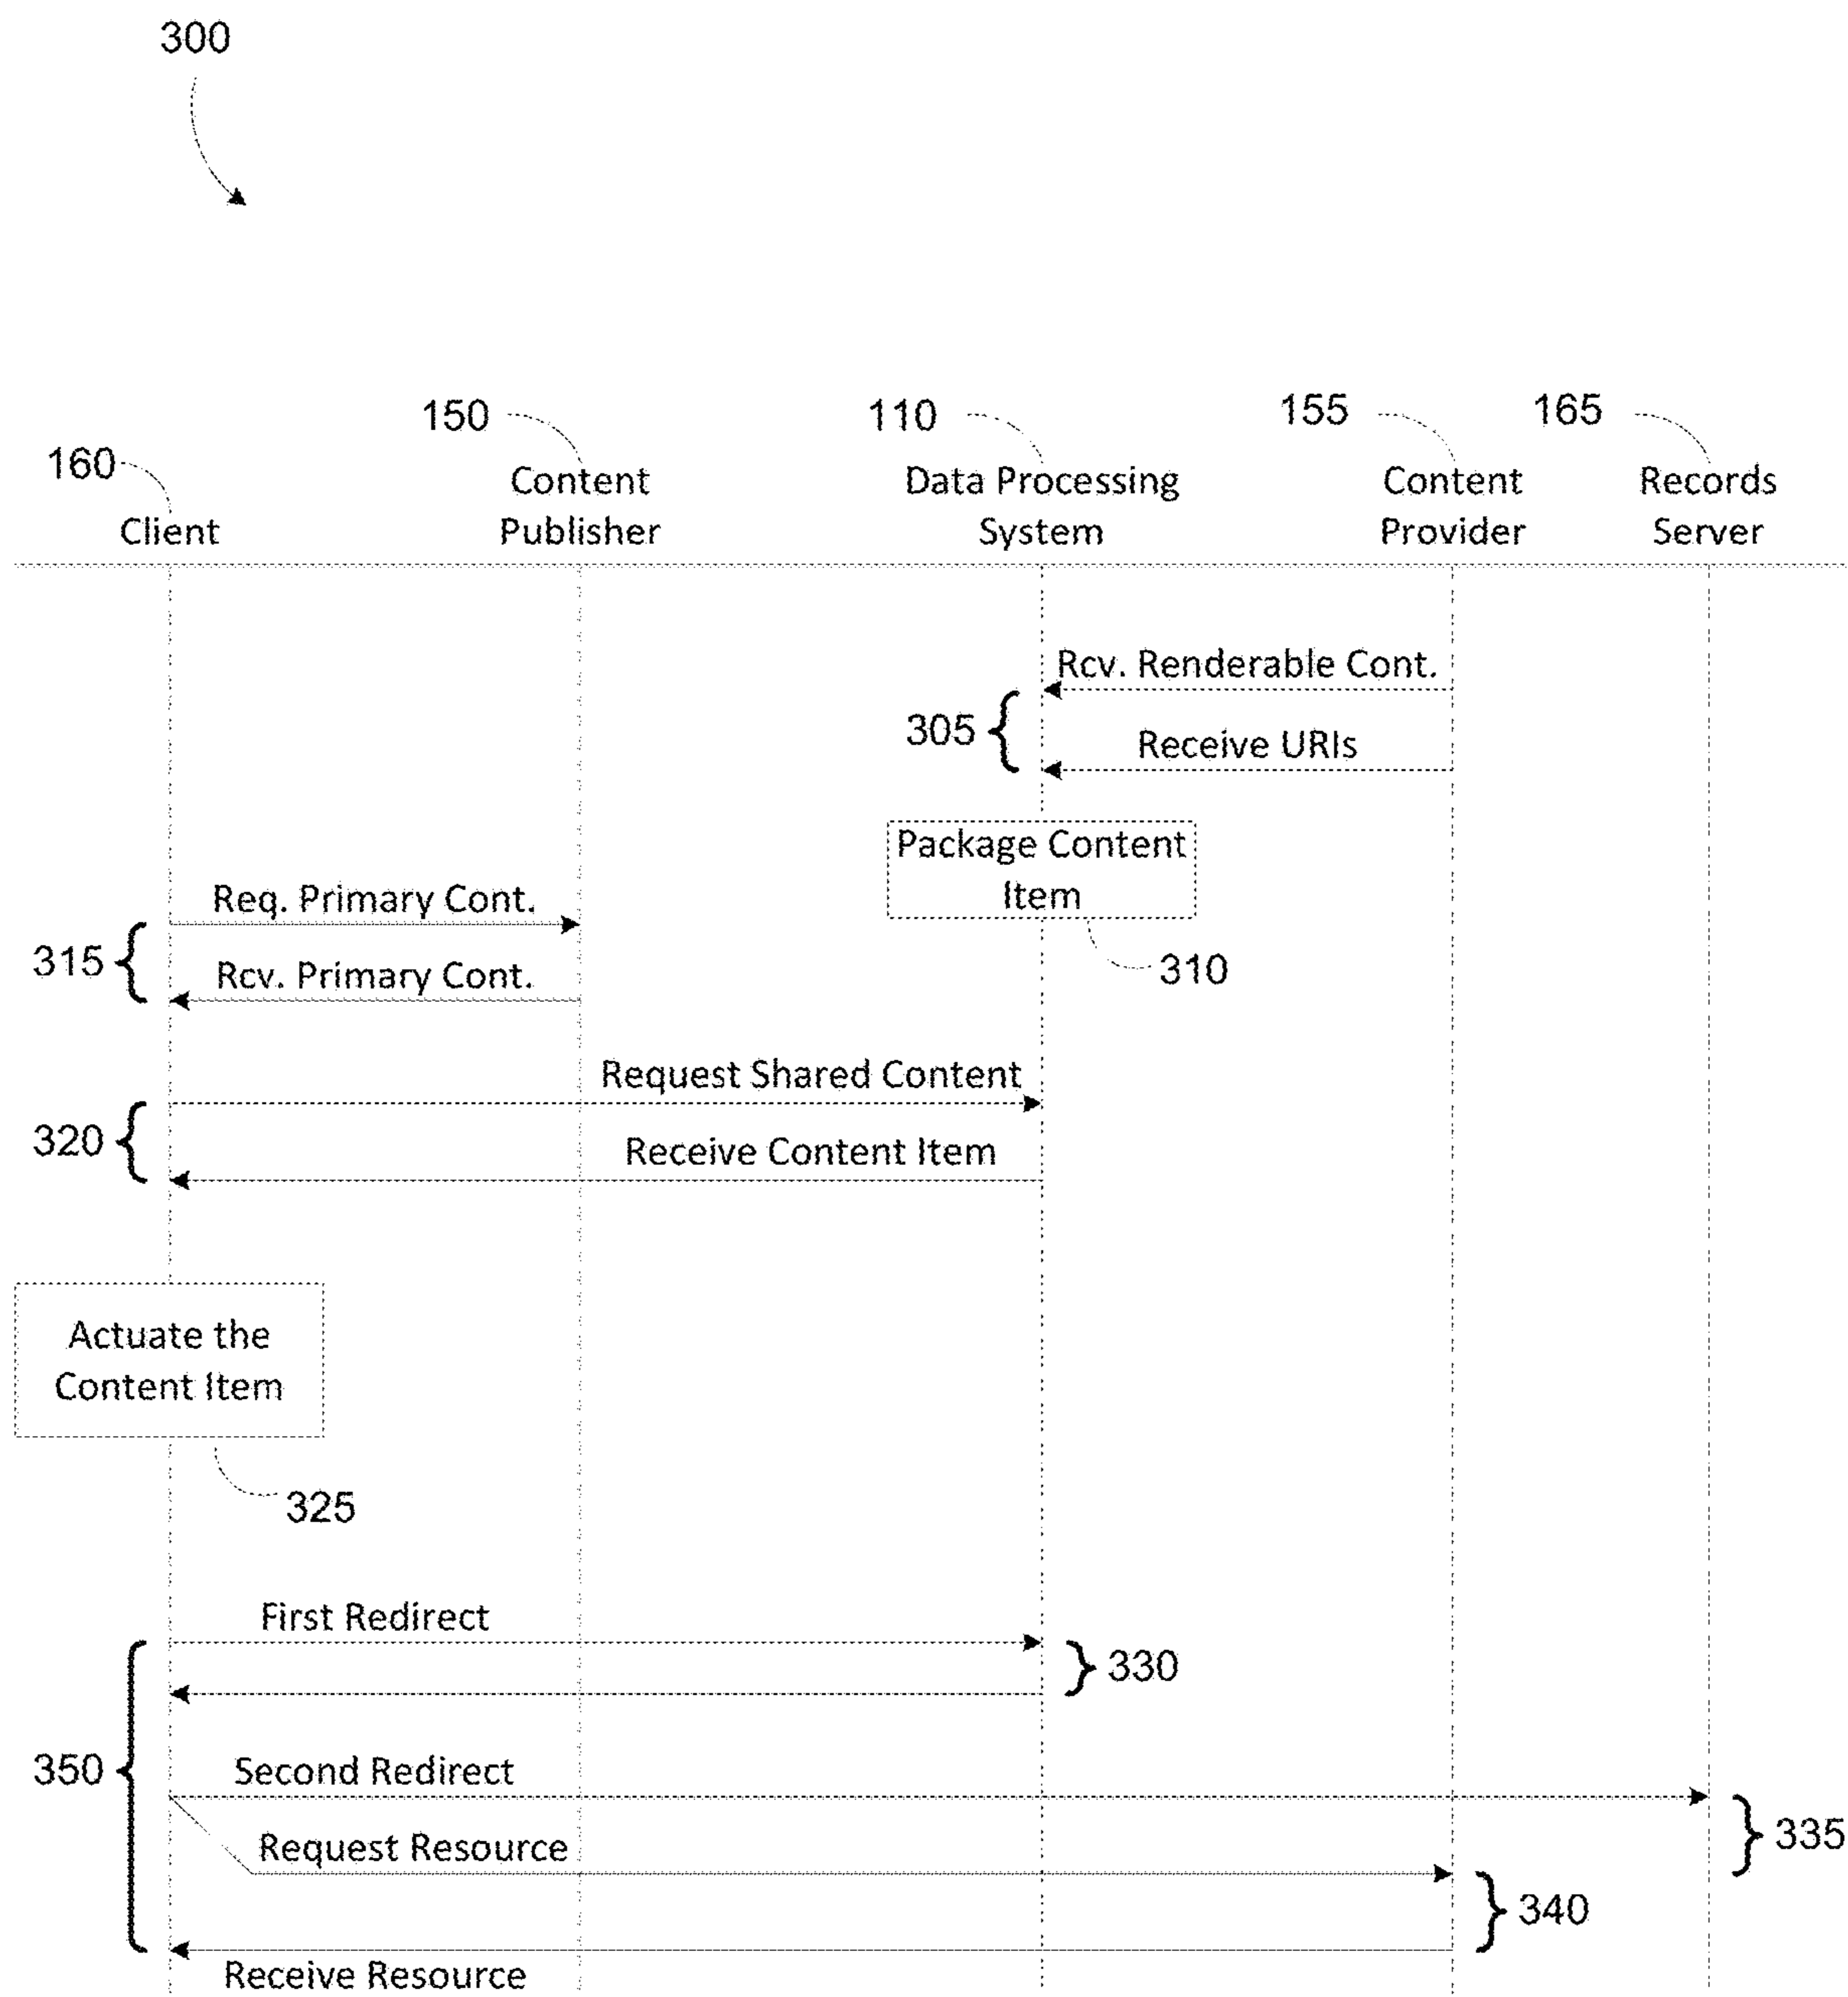 300
160
150
110
155
165
Client
Content
Publisher
Data Processing
System
Content
Provider
Records
Server
Rcv. Renderable Cont.
305
Receive URIs
Package Content
Item
310
Req. Primary Cont.
315
Rcv. Primary Cont.
Request Shared Content
320
Receive Content Item
Actuate the
Content Item
325
First Redirect
330
350
Second Redirect
335
Request Resource
340
Receive Resource